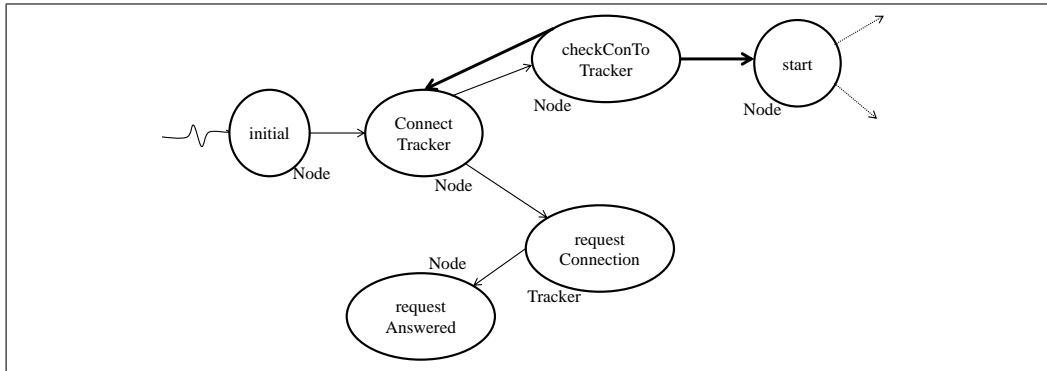 checkConTo
Tracker
Node
start
Node
initial
Node
Connect
Tracker
Node
request
Connection
Tracker
Node
request
Answered